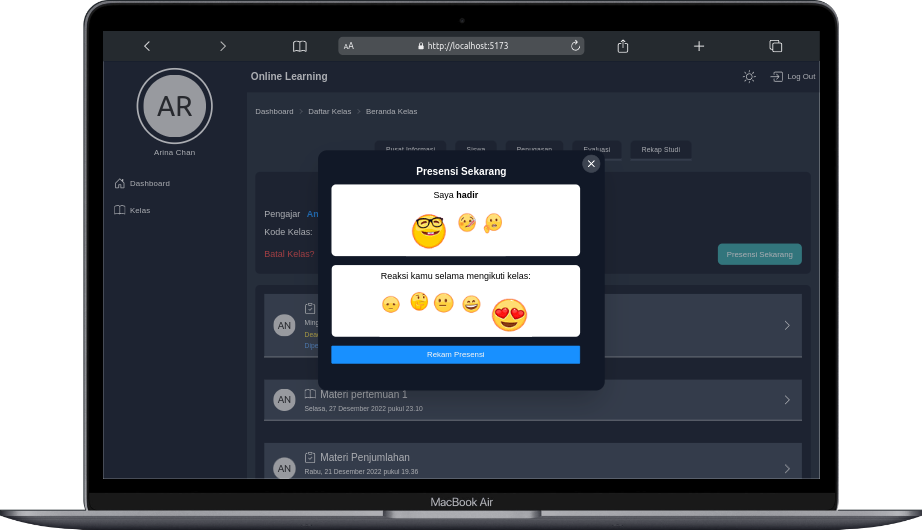 AA http://localhost:5173
AR
Arina Chan
Dashboard
Kelas
Online Learning
Log Out
Dashboard > Daftar Kelas > Beranda Kelas
Pusat Informasi Siswa Penugasan Evaluasi Rekap Studi
Pengajar An
Kode Kelas:
Batal Kelas?
Presensi Sekarang
Presensi Sekarang
Saya hadir
Reaksi kamu selama mengikuti kelas:
Rekam Presensi
AN
Ming
Dea
Dipe
AN
Materi pertemuan 1
Selasa, 27 Desember 2022 pukul 23.10
AN
Materi Penjumlahan
Rabu, 21 Desember 2022 pukul 19.36
MacBook Air